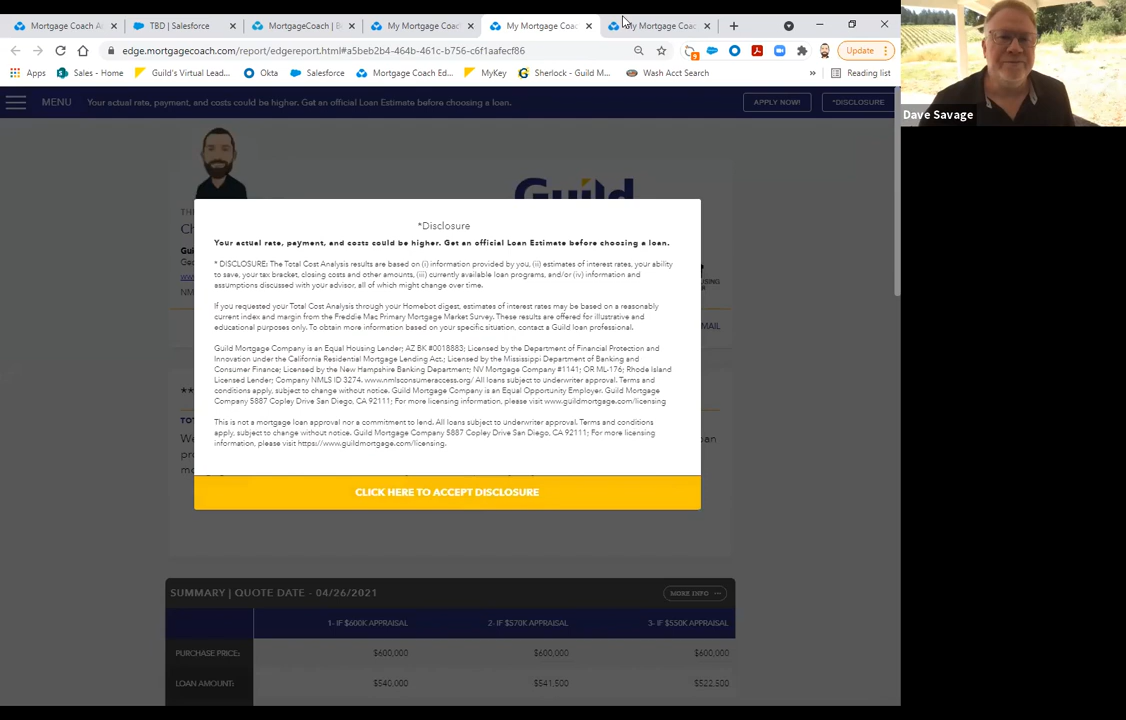 Mortgage Coach A
TBD | Salesforce
MortgageCoach | B
My Mortgage Coac
My Mortgage Coac
My Mortgage Coac
edge.mortgagecoach.com/report/edgereport.html#a5beb2b4-464b-461c-b756-c6f1aafecf86
Update
Apps
Sales - Home
Guild's Virtual Lead...
Okta
Salesforce
Mortgage Coach Ed...
MyKey
Sherlock - Guild M...
Wash Acct Search
»
Reading list
MENU
Your actual rate, payment, and costs could be higher. Get an official Loan Estimate before choosing a loan.
APPLY NOW!
*DISCLOSURE
Dave Savage
Guild
*Disclosure
Your actual rate, payment, and costs could be higher. Get an official Loan Estimate before choosing a loan.
* DISCLOSURE: The Total Cost Analysis results are based on (i) information provided by you, (ii) estimates of interest rates, your ability
to save, your tax bracket, closing costs and other amounts, (iii) currently available loan programs, and/or (iv) information and
assumptions discussed with your advisor, all of which might change over time.
If you requested your Total Cost Analysis through your Homebot digest, estimates of interest rates may be based on a reasonably
current index and margin from the Freddie Mac Primary Mortgage Market Survey. These results are offered for illustrative and
educational purposes only. To obtain more information based on your specific situation, contact a Guild loan professional.
Guild Mortgage Company is an Equal Housing Lender; AZ BK #0018883; Licensed by the Department of Financial Protection and
Innovation under the California Residential Mortgage Lending Act.; Licensed by the Mississippi Department of Banking and
Consumer Finance; Licensed by the New Hampshire Banking Department; NV Mortgage Company #1141; OR ML-176; Rhode Island
Licensed Lender; Company NMLS ID 3274. www.nmlsconsumeraccess.org/ All loans subject to underwriter approval. Terms and
conditions apply, subject to change without notice. Guild Mortgage Company is an Equal Opportunity Employer. Guild Mortgage
Company 5887 Copley Drive San Diego, CA 92111; For more licensing information, please visit www.guildmortgage.com/licensing
This is not a mortgage loan approval nor a commitment to lend. All loans subject to underwriter approval. Terms and conditions
apply, subject to change without notice. Guild Mortgage Company 5887 Copley Drive San Diego, CA 92111; For more licensing
information, please visit https://www.guildmortgage.com/licensing.
CLICK HERE TO ACCEPT DISCLOSURE
SUMMARY | QUOTE DATE - 04/26/2021
MORE INFO
1- IF $600K APPRAISAL
2- IF $570K APPRAISAL
3- IF $550K APPRAISAL
PURCHASE PRICE:
$600,000
$600,000
$600,000
LOAN AMOUNT:
$540,000
$541,500
$522,500